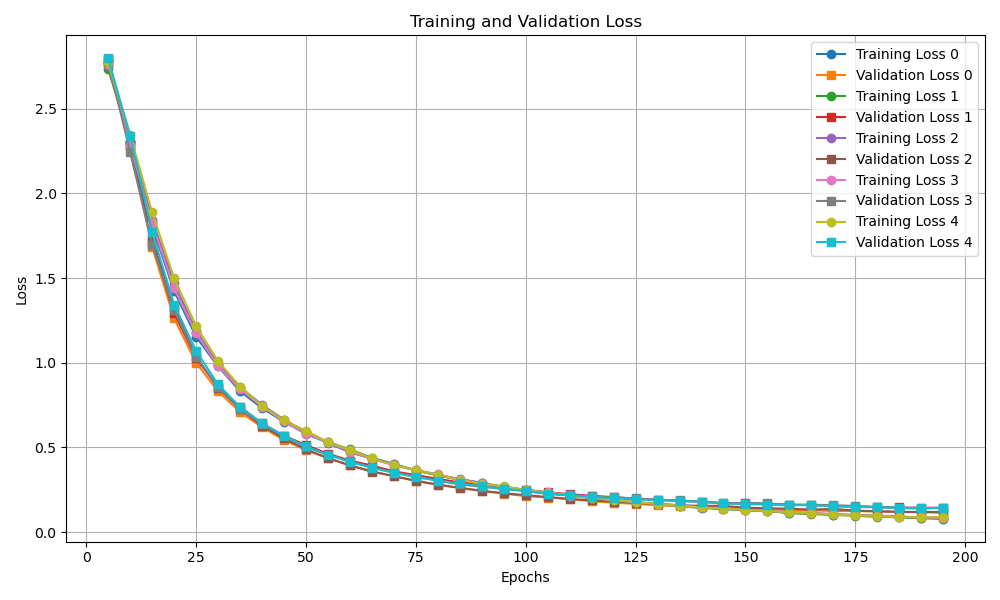 Training and Validation Loss
Training Loss 0
Validation Loss 0
Training Loss 1
Validation Loss 1
Training Loss 2
Validation Loss 2
Training Loss 3
Validation Loss 3
Training Loss 4
Validation Loss 4
Loss
2.5
2.0
1.5
1.0
0.5
0.0
0 25 50 75 100 125 150 175 200
Epochs